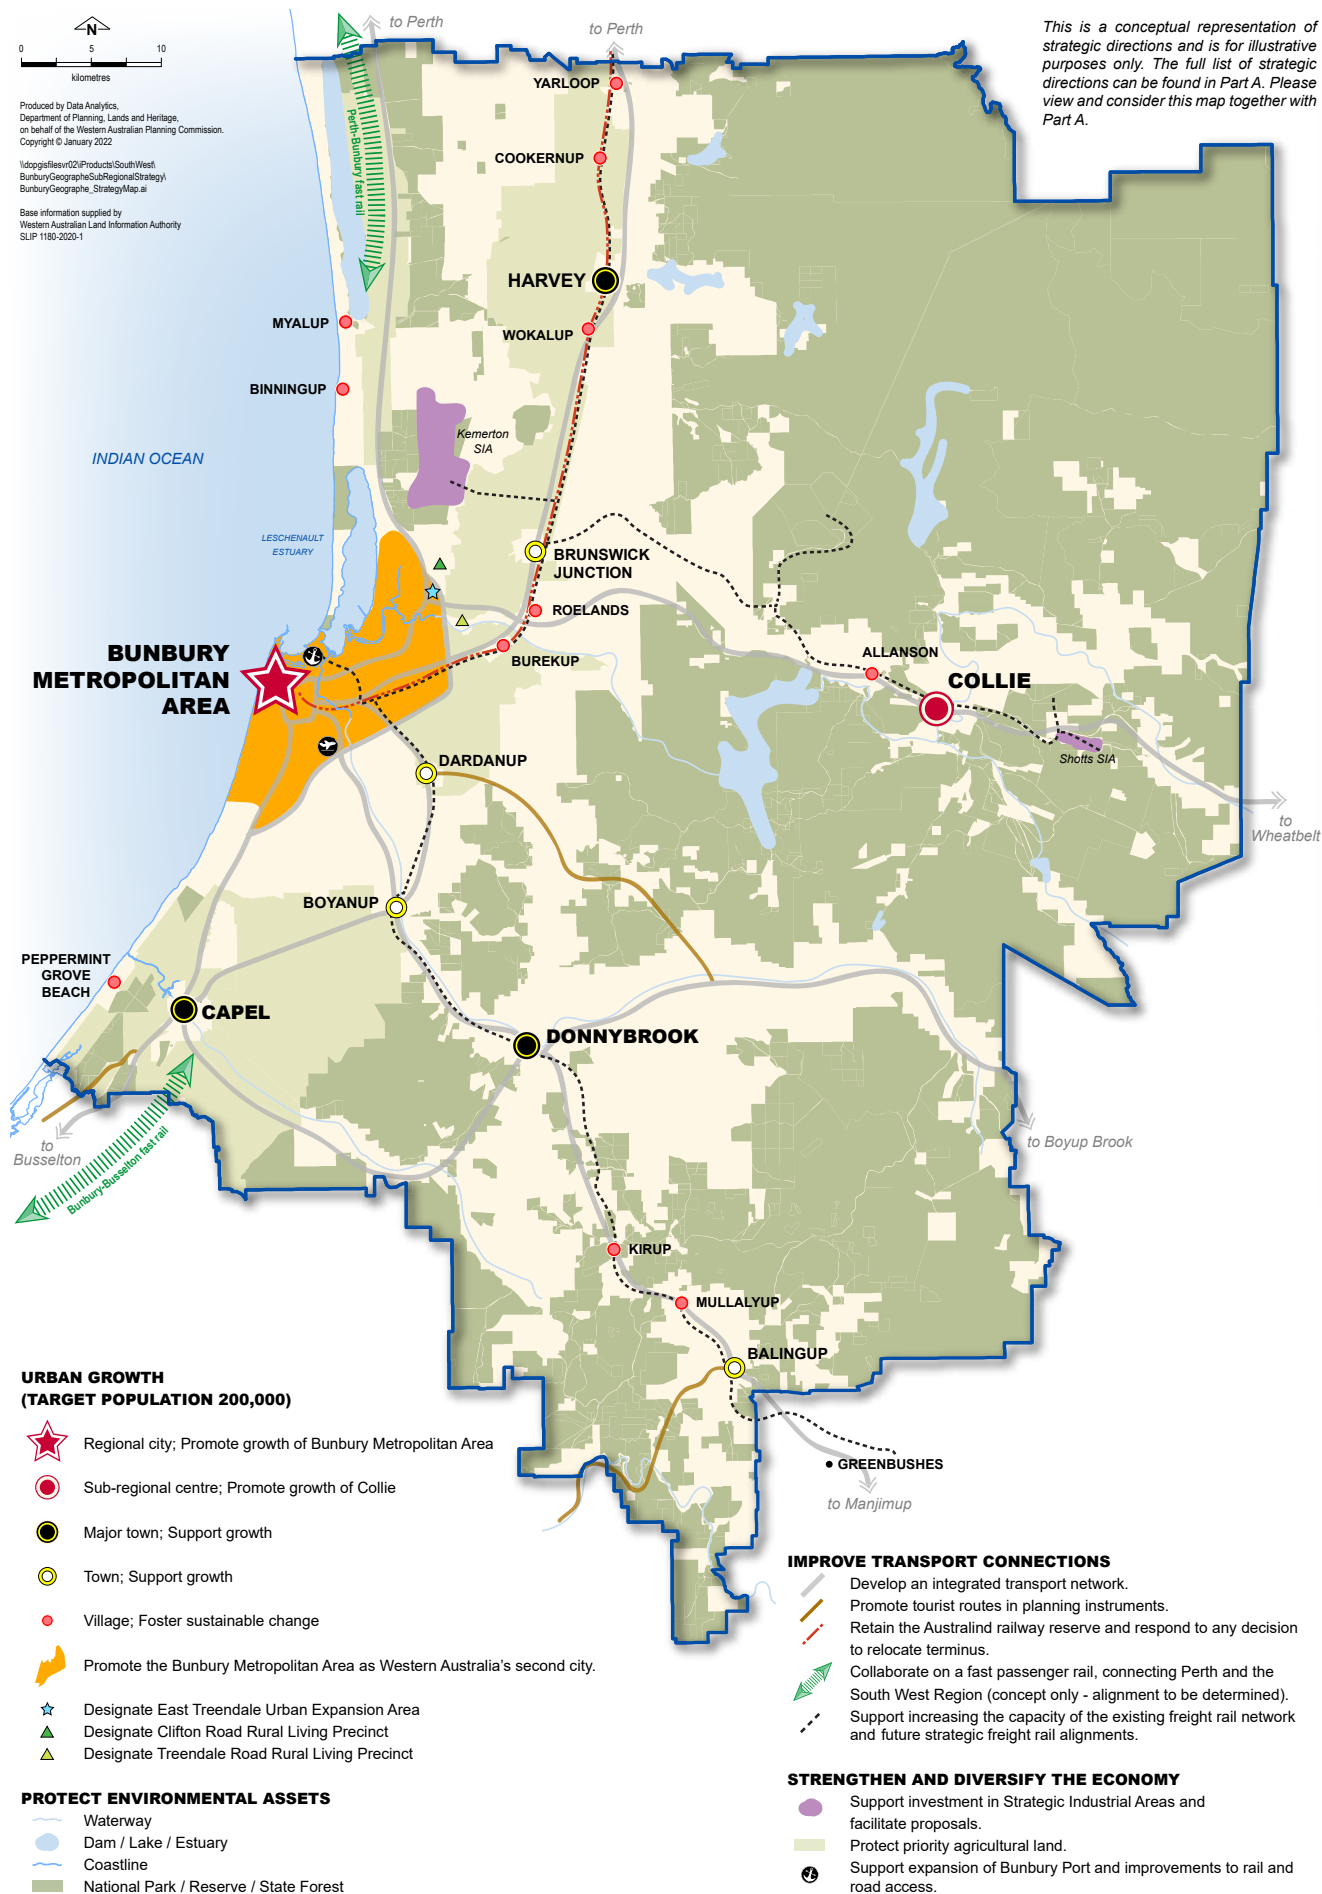 N
0 5 10
kilometres
Produced by Data Analytics,
Department of Planning, Lands and Heritage,
on behalf of the Western Australian Planning Commission.
Copyright © January 2022
\\dopgisfilesvr02\iProducts\SouthWest\
BunburyGeographeSubRegionalStrategy\
BunburyGeographe_StrategyMap.ai
Base information supplied by
Western Australian Land Information Authority
SLIP 1180-2020-1
This is a conceptual representation of
strategic directions and is for illustrative
purposes only. The full list of strategic
directions can be found in Part A. Please
view and consider this map together with
Part A.
to Perth
to Perth
Perth-Bunbury fast rail
YARLOOP
COOKERNUP
HARVEY
WOKALUP
MYALUP
BINNINGUP
Kemerton
SIA
INDIAN OCEAN
LESCHENAULT
ESTUARY
BRUNSWICK
JUNCTION
ROELANDS
BUREKUP
BUNBURY
METROPOLITAN
AREA
ALLANSON
COLLIE
Shotts SIA
DARDANUP
to
Wheatbelt
BOYANUP
PEPPERMINT
GROVE
BEACH
CAPEL
DONNYBROOK
to
Busselton
Bunbury-Busselton fast rail
to Boyup Brook
KIRUP
MULLALYUP
BALINGUP
GREENBUSHES
to Manjimup
URBAN GROWTH
(TARGET POPULATION 200,000)
Regional city; Promote growth of Bunbury Metropolitan Area
Sub-regional centre; Promote growth of Collie
Major town; Support growth
Town; Support growth
Village; Foster sustainable change
Promote the Bunbury Metropolitan Area as Western Australia's second city.
Designate East Treendale Urban Expansion Area
Designate Clifton Road Rural Living Precinct
Designate Treendale Road Rural Living Precinct
PROTECT ENVIRONMENTAL ASSETS
Waterway
Dam / Lake / Estuary
Coastline
National Park / Reserve / State Forest
IMPROVE TRANSPORT CONNECTIONS
Develop an integrated transport network.
Promote tourist routes in planning instruments.
Retain the Australind railway reserve and respond to any decision
to relocate terminus.
Collaborate on a fast passenger rail, connecting Perth and the
South West Region (concept only - alignment to be determined).
Support increasing the capacity of the existing freight rail network
and future strategic freight rail alignments.
STRENGTHEN AND DIVERSIFY THE ECONOMY
Support investment in Strategic Industrial Areas and
facilitate proposals.
Protect priority agricultural land.
Support expansion of Bunbury Port and improvements to rail and
road access.